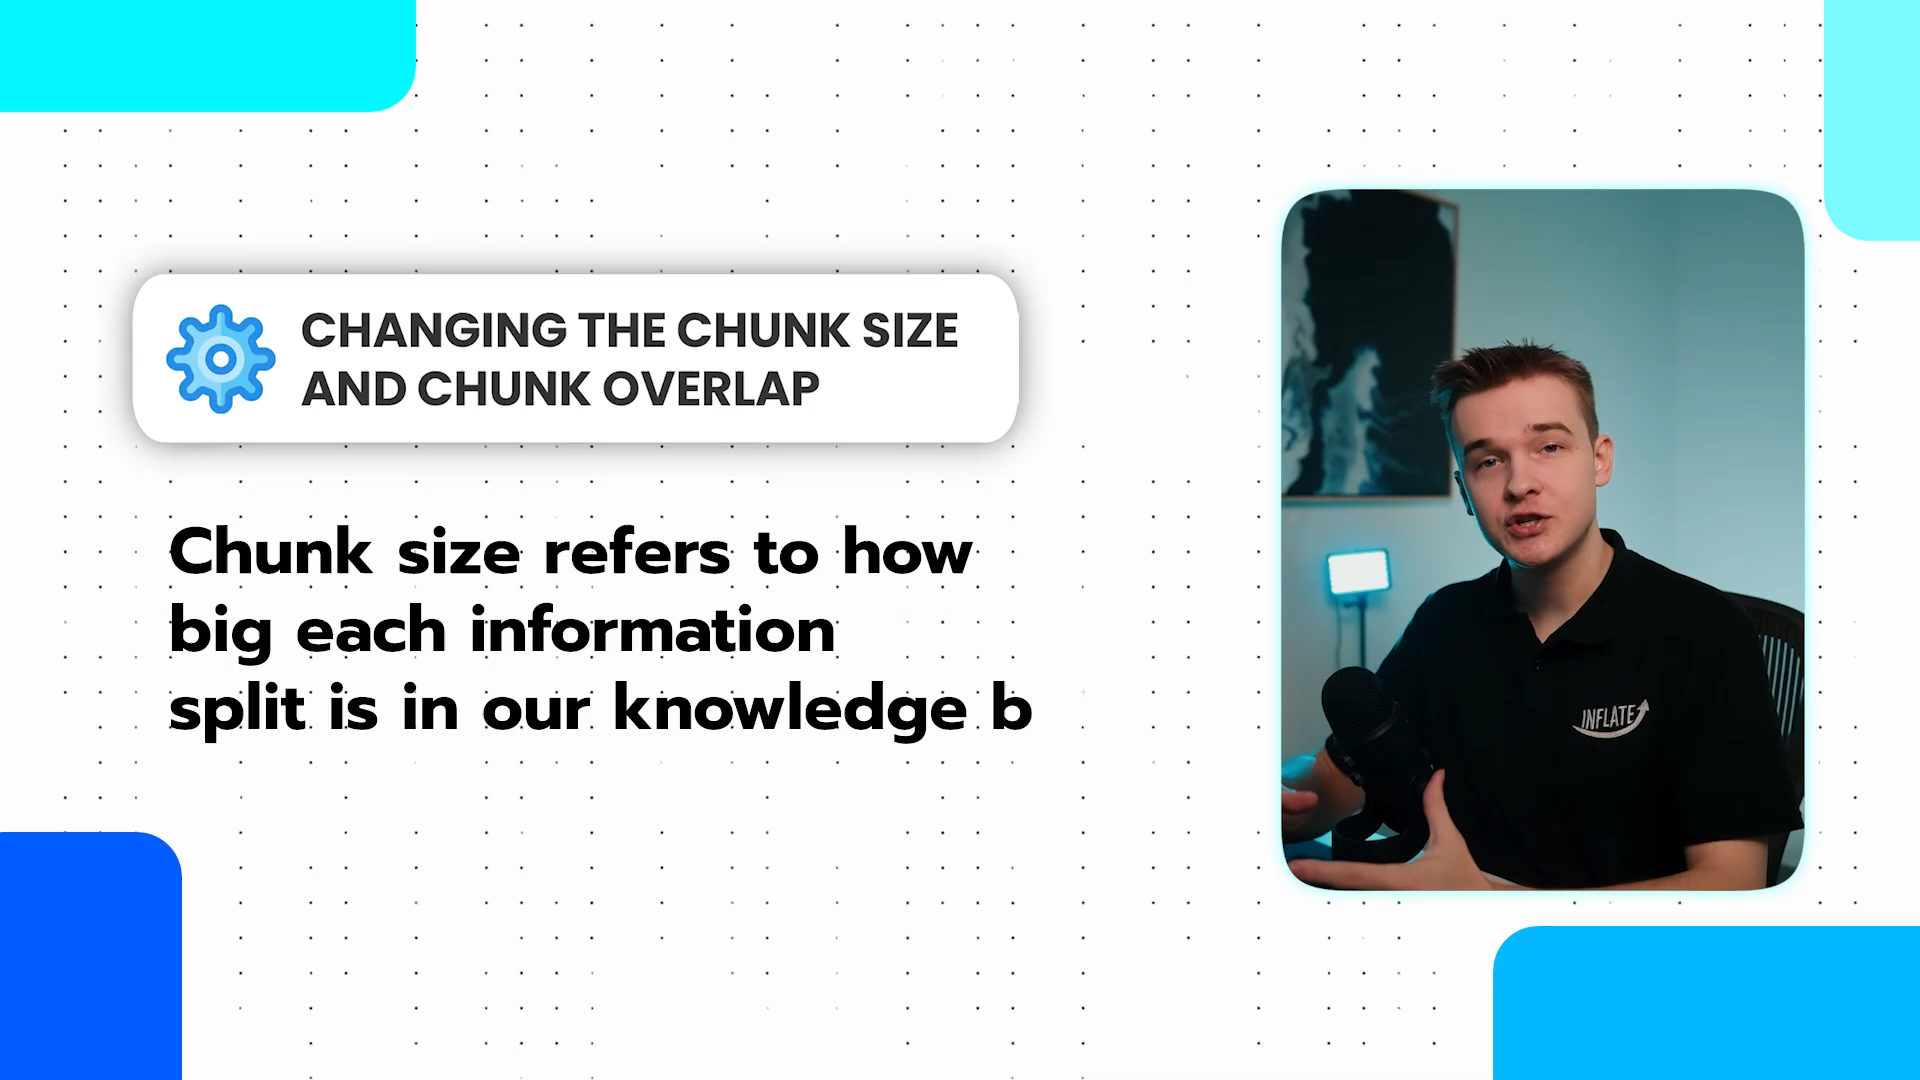 CHANGING THE CHUNK SIZE
AND CHUNK OVERLAP
Chunk size refers to how
big each information
split is in our knowledge b
INFLATE